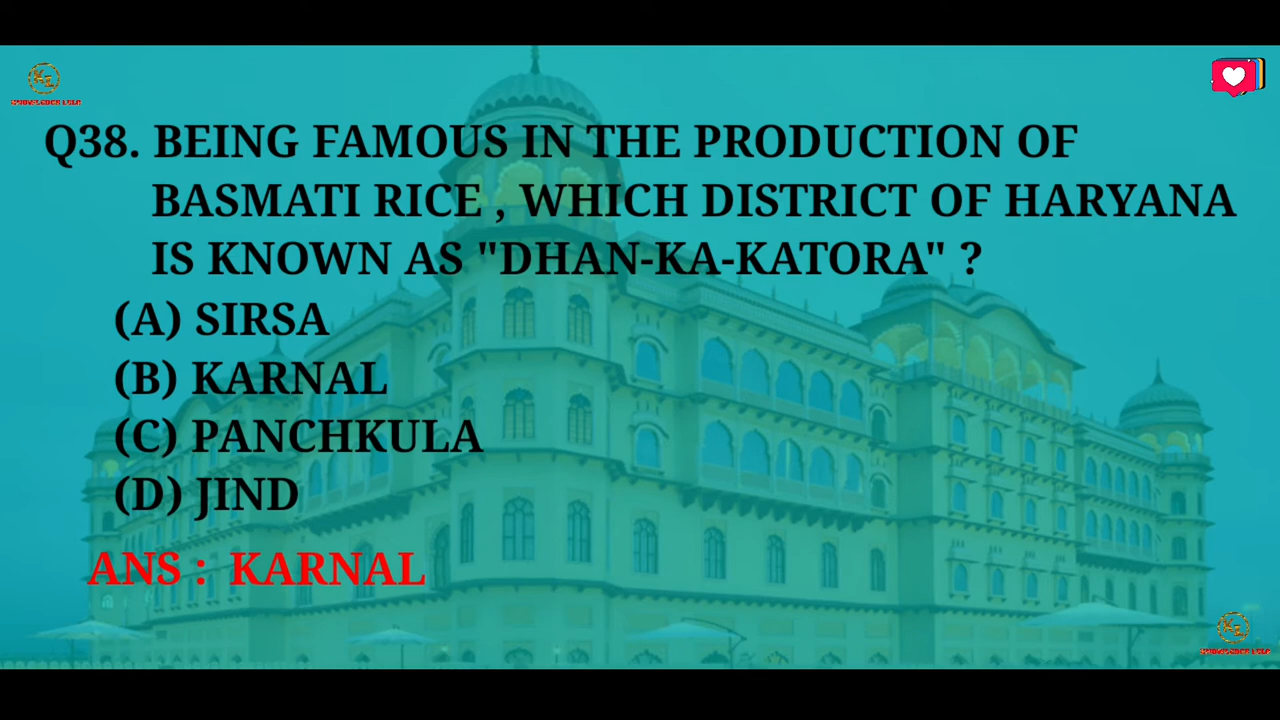 Q38. BEING FAMOUS IN THE PRODUCTION OF
BASMATI RICE , WHICH DISTRICT OF HARYANA
IS KNOWN AS "DHAN-KA-KATORA" ?
(A) SIRSA
(B) KARNAL
(C) PANCHKULA
(D) JIND
ANS : KARNAL